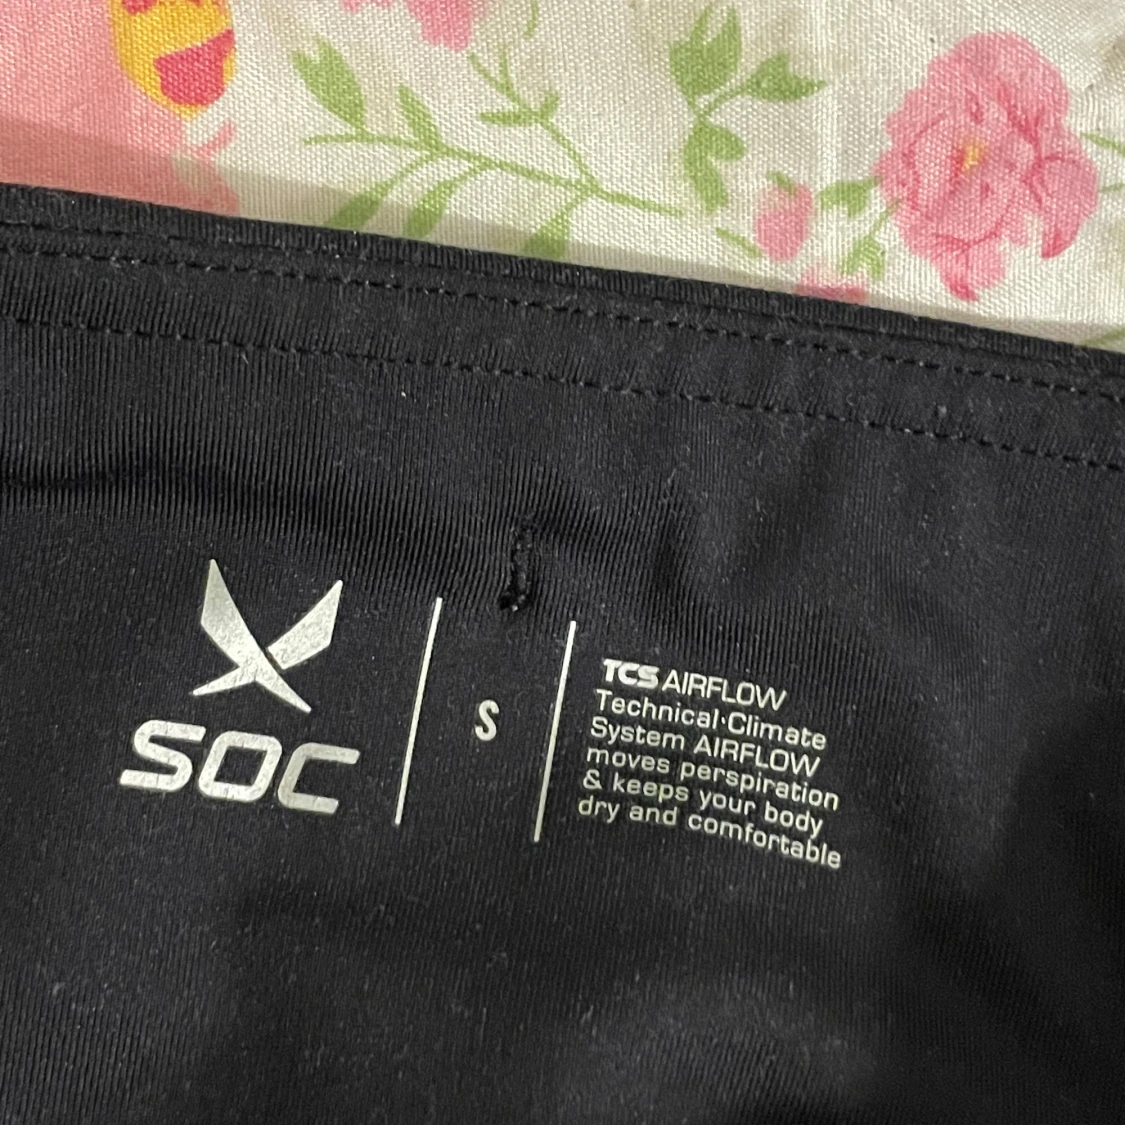 SOC
S
TCS AIRFLOW
Technical·Climate
System AIRFLOW
moves perspiration
& keeps your body
dry and comfortable